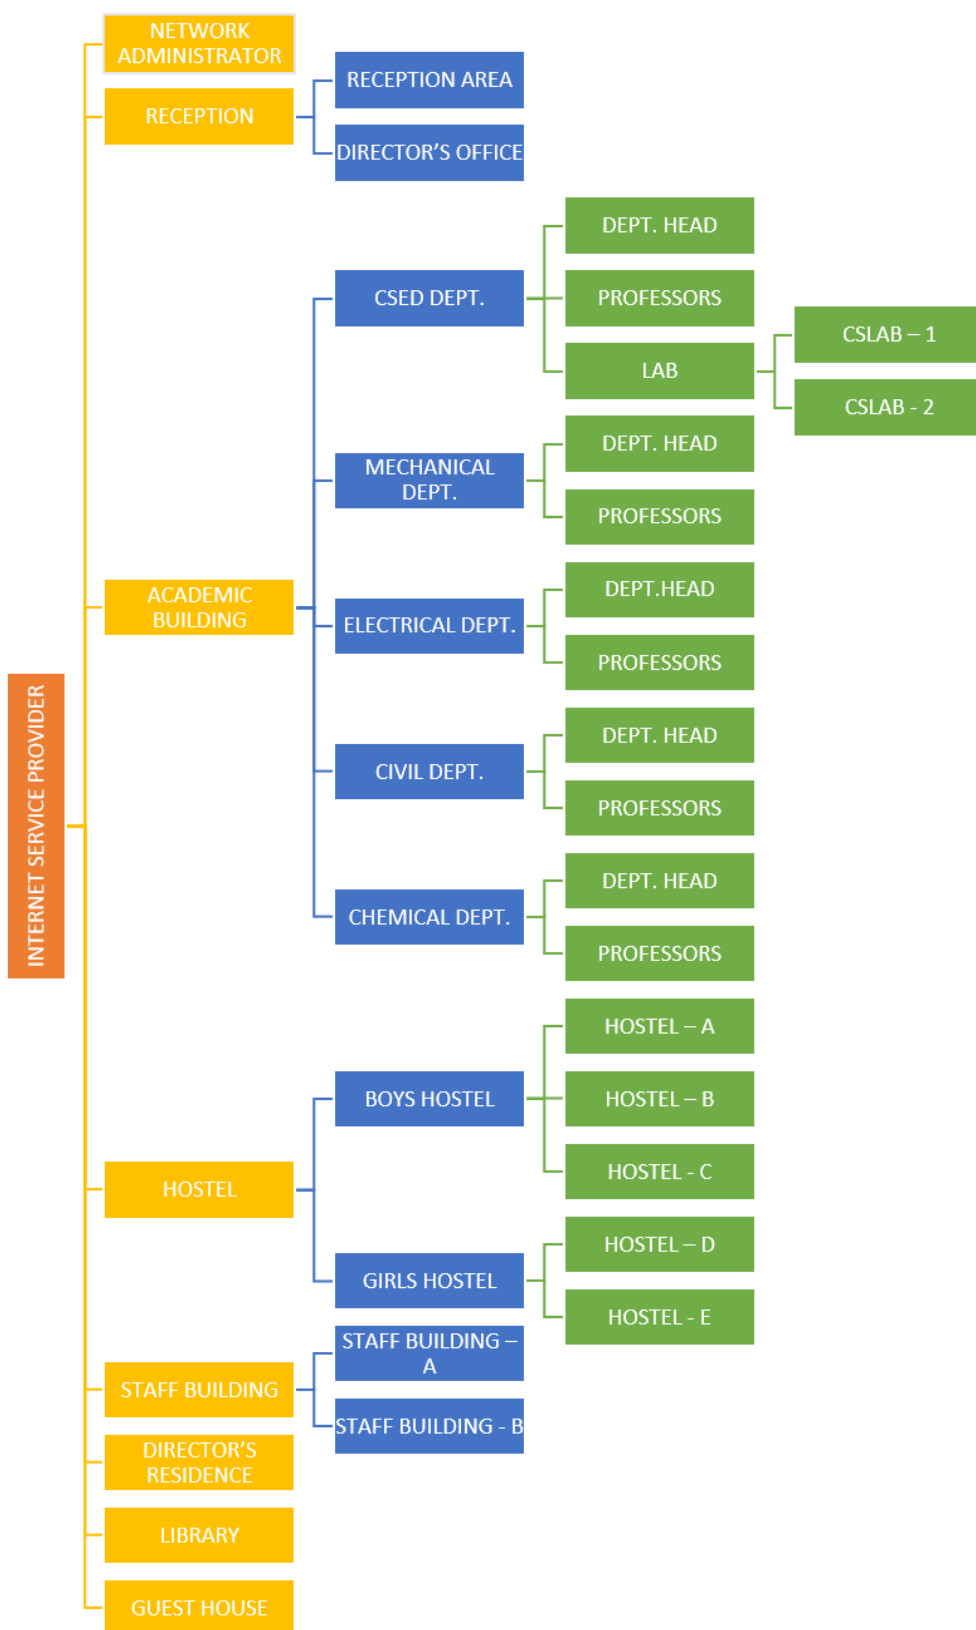 NETWORK
ADMINISTRATOR
RECEPTION
RECEPTION AREA
DIRECTOR’S OFFICE
INTERNET SERVICE PROVIDER
ACADEMIC
BUILDING
CSED DEPT.
DEPT. HEAD
PROFESSORS
LAB
CSLAB – 1
CSLAB - 2
MECHANICAL
DEPT.
DEPT. HEAD
PROFESSORS
ELECTRICAL DEPT.
DEPT.HEAD
PROFESSORS
CIVIL DEPT.
DEPT. HEAD
PROFESSORS
CHEMICAL DEPT.
DEPT. HEAD
PROFESSORS
HOSTEL
BOYS HOSTEL
HOSTEL – A
HOSTEL – B
HOSTEL - C
GIRLS HOSTEL
HOSTEL – D
HOSTEL - E
STAFF BUILDING
STAFF BUILDING –
A
STAFF BUILDING - B
DIRECTOR’S
RESIDENCE
LIBRARY
GUEST HOUSE